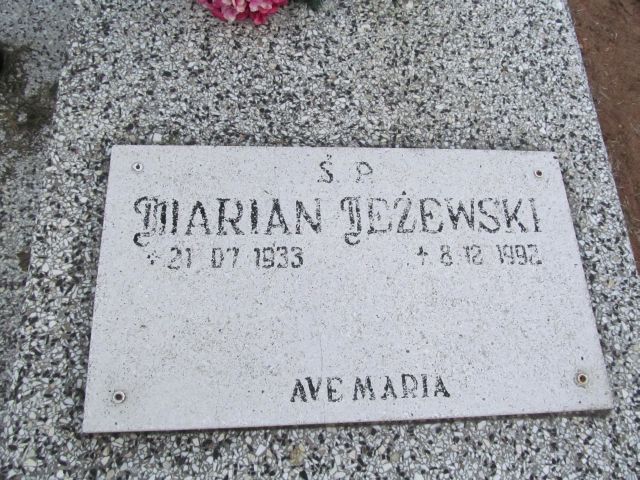 Ś P
MARIAN JEŻEWSKI
* 21 07 1933 † 8 12 1992
AVE MARIA